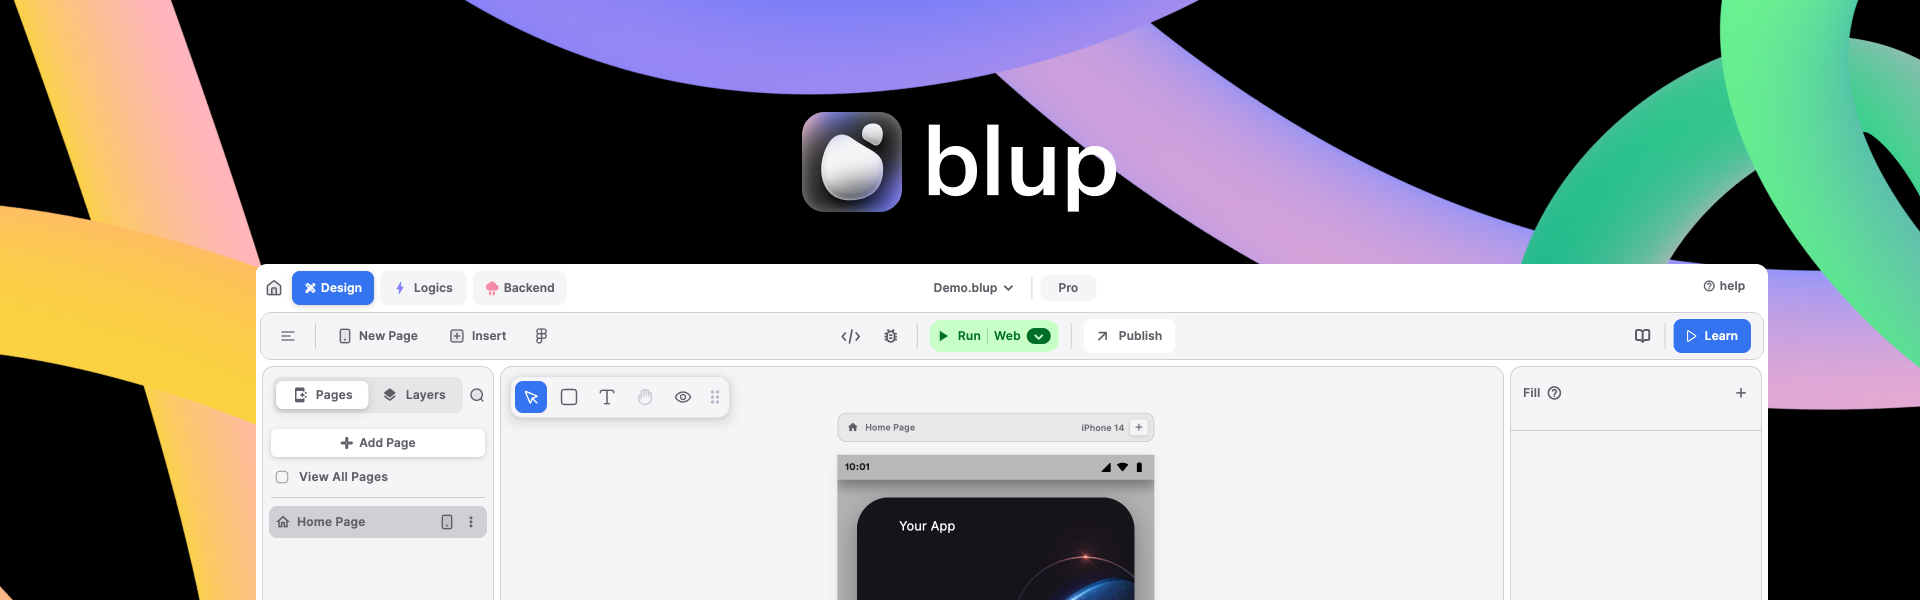 blup
Design Logics Backend Demo.blup Pro help
New Page Insert Run Web Publish Learn
Pages Layers
Fill
Add Page
Home Page iPhone 14
10:01
View All Pages
Home Page
Your App